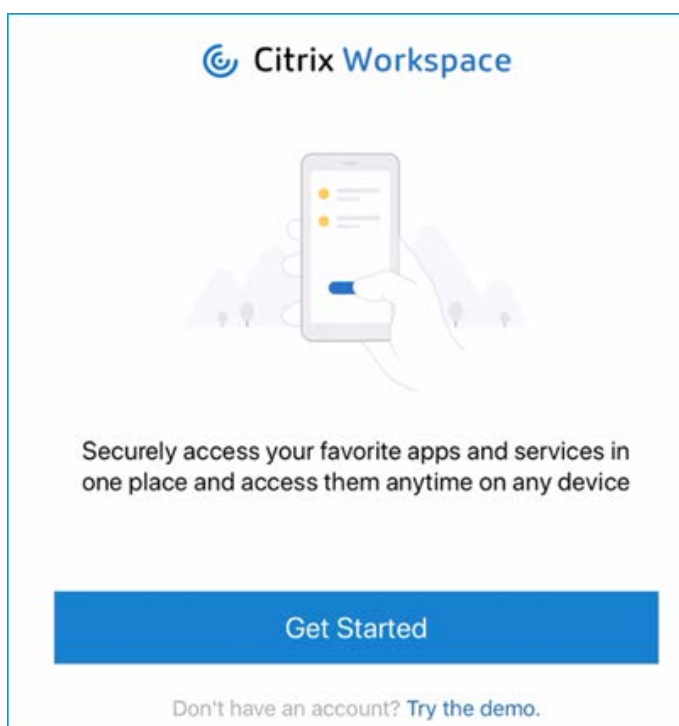 Citrix Workspace
Securely access your favorite apps and services in
one place and access them anytime on any device
Get Started
Don't have an account? Try the demo.